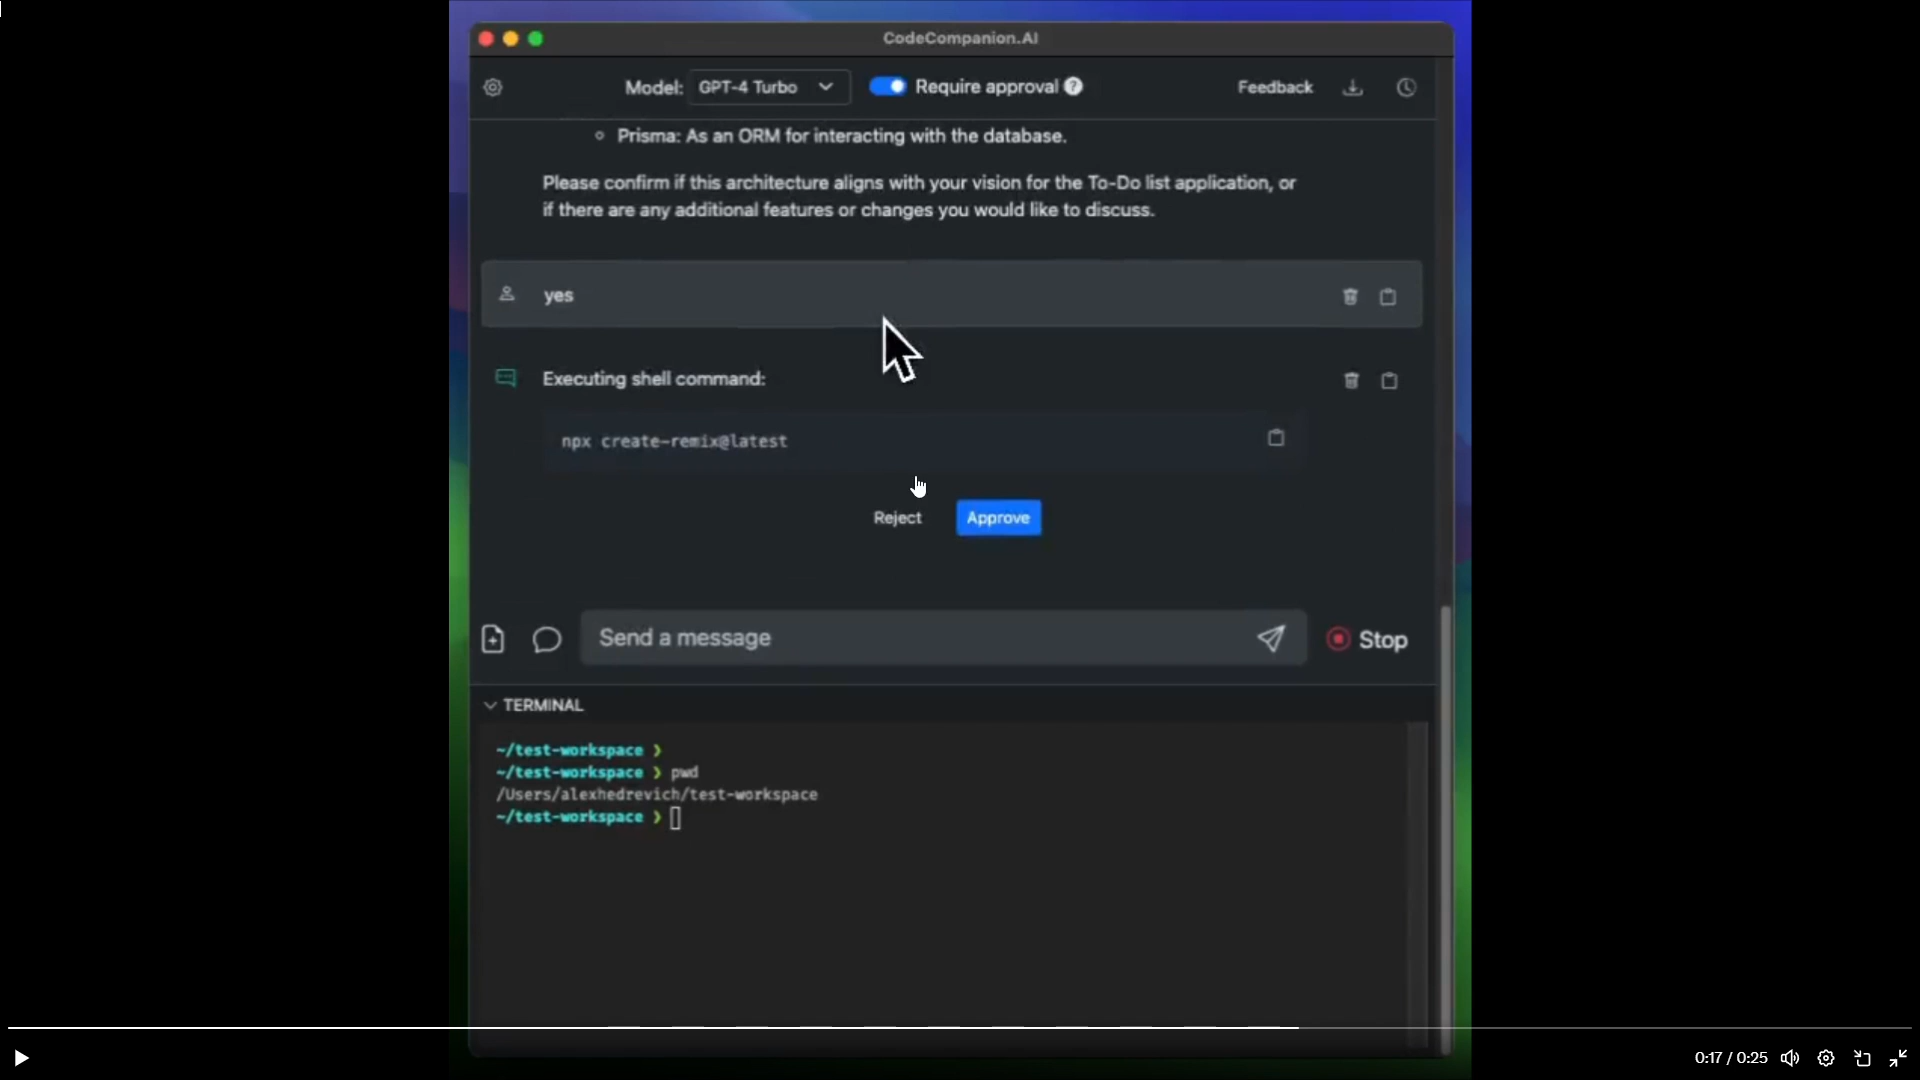 CodeCompanion.AI
Model: GPT-4 Turbo Require approval ? Feedback
Prisma: As an ORM for interacting with the database.
Please confirm if this architecture aligns with your vision for the To-Do list application, or
if there are any additional features or changes you would like to discuss.
yes
Executing shell command:
npx create-remix@latest
Reject Approve
Send a message Stop
TERMINAL
~/test-workspace ❯
~/test-workspace ❯ pwd
/Users/alexhedrevich/test-workspace
~/test-workspace ❯
0:17 / 0:25